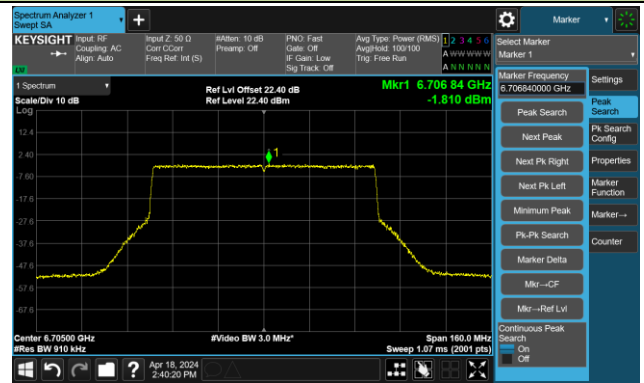 Spectrum Analyzer 1
Swept SA
Marker
KEYSIGHT
Input: RF
Coupling: AC
Align: Auto
Input Z: 50 Ω
Corr CCorr
Freq Ref: Int (S)
#Atten: 10 dB
Preamp: Off
PNO: Fast
Gate: Off
IF Gain: Low
Sig Track: Off
Avg Type: Power (RMS)
Avg|Hold: 100/100
Trig: Free Run
1 2 3 4 5 6
A W W W W W
A N N N N N
Select Marker
Marker 1
1 Spectrum
Scale/Div 10 dB
Log
Ref Lvl Offset 22.40 dB
Ref Level 22.40 dBm
Mkr1 6.706 84 GHz
-1.810 dBm
12.4
2.40
-7.60
-17.6
-27.6
-37.6
-47.6
-57.6
-67.6
1
Center 6.70500 GHz
#Res BW 910 kHz
#Video BW 3.0 MHz*
Span 160.0 MHz
Sweep 1.07 ms (2001 pts)
Marker Frequency
6.706840000 GHz
Peak Search
Next Peak
Next Pk Right
Next Pk Left
Minimum Peak
Pk-Pk Search
Marker Delta
Mkr→CF
Mkr→Ref Lvl
Continuous Peak
Search
On
Off
Settings
Peak
Search
Pk Search
Config
Properties
Marker
Function
Marker→
Counter
?
Apr 18, 2024
2:40:20 PM